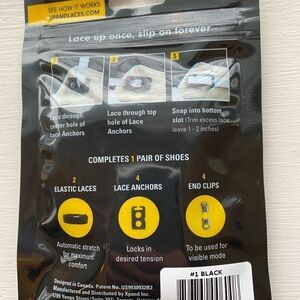 SEE HOW IT WORKS
XPANDLACES.COM
Lace up once, slip on forever
1
2
3
Lace through
center hole of
Lace Anchors
Lace through top
hole of Lace
Anchors
Snap into bottom
slot (Trim excess lace,
leave 1 - 2 inches)
COMPLETES 1 PAIR OF SHOES
2
ELASTIC LACES
Automatic stretch
for maximum
comfort
4
LACE ANCHORS
Locks in
desired tension
4
END CLIPS
To be used for
visible mode
Designed in Canada. Patent No. US9930932B2
Manufactured and Distributed by Xpand Inc.
#1 BLACK